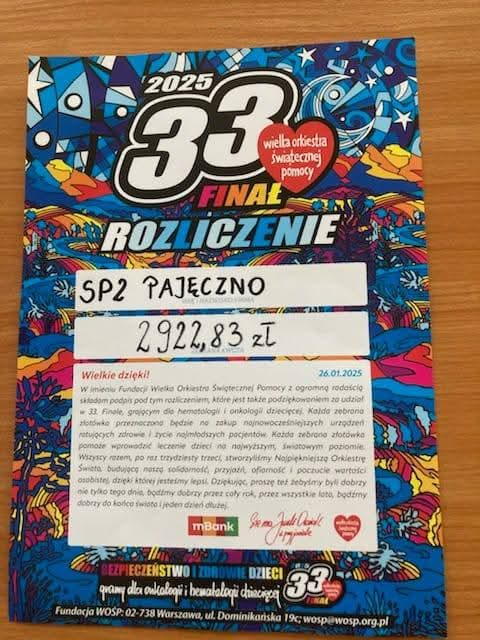 2025
33
wielka orkiestra
świątecznej
pomocy
FINAŁ
ROZLICZENIE
SP2 PAJĘCZNO
2922,83 zł
Wielkie dzięki! 26.01.2025
W imieniu Fundacji Wielka Orkiestra Świątecznej Pomocy z ogromną radością
składam podpis pod tym rozliczeniem, które jest także podziękowaniem za udział
w 33. Finale, grającym dla hematologii i onkologii dziecięcej. Każda zebrana
złotówka przeznaczona będzie na zakup najnowocześniejszych urządzeń
ratujących zdrowie i życie najmłodszych pacjentów. Każda zebrana złotówka
pomoże wprowadzić leczenie dzieci na najwyższym, światowym poziomie.
Wszyscy razem, po raz trzydziesty trzeci, stworzyliśmy Najpiękniejszą Orkiestrę
Świata, budującą naszą solidarność, przyjaźń, ofiarność i poczucie wartości
osobistej, dzięki której jesteśmy lepsi. Dziękując, proszę też żebyśmy byli dobrzy
nie tylko tego dnia, bądźmy dobrzy przez cały rok, przez wszystkie lata, bądźmy
dobrzy do końca świata i jeden dzień dłużej.
mBank
wielka orkiestra
świątecznej
pomocy
BEZPIECZEŃSTWO I ZDROWIE DZIECI
gramy dla onkologii i hematologii dziecięcej
33
FINAŁ
Fundacja WOŚP: 02-738 Warszawa, ul. Dominikańska 19c; wosp@wosp.org.pl